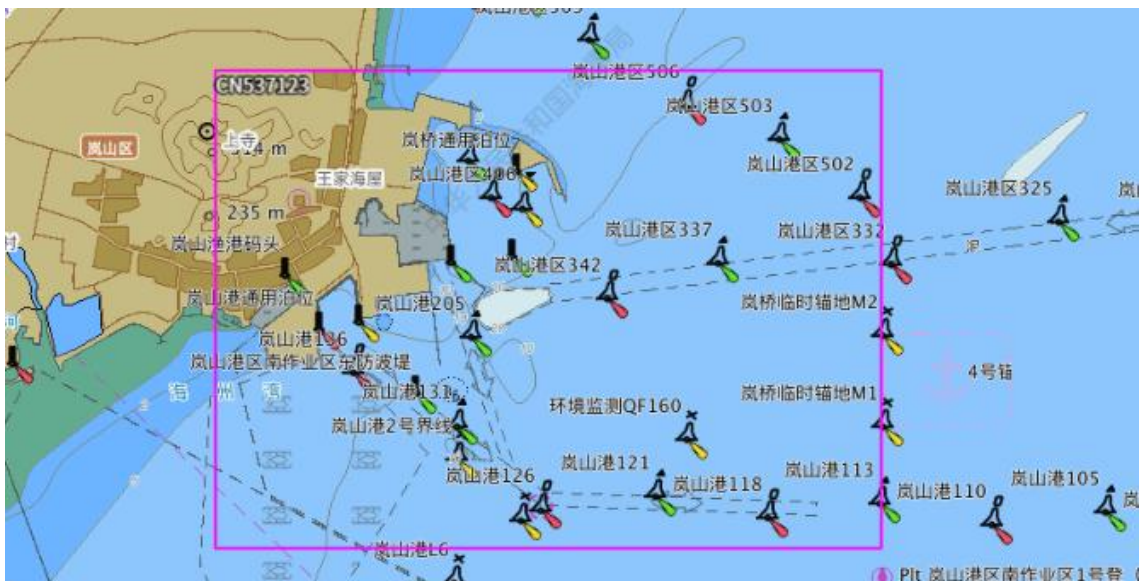 岚山港区506
CN537123
岚山港区503
岚桥通用泊位
上寺
岚山区
314 m
岚山港区502
岚山港区406
王家海屋
岚山港区325
235 m
岚山港区337
岚山港区332
岚山渔港码头
岚山港区342
岚山港通用泊位
岚山港205
岚桥临时锚地M2
岚山港136
岚山港区南作业区东防波堤
4号锚
海州湾
岚山港131
岚桥临时锚地M1
环境监测QF160
岚山港2号界线
岚山港126
岚山港121
岚山港118
岚山港113
岚山港110
岚山港105
岚山港L6
Plt 岚山港区南作业区1号登